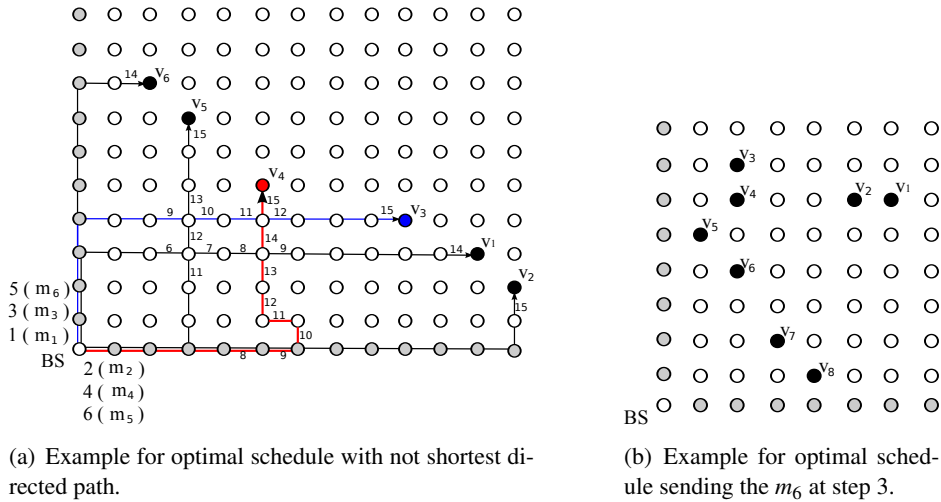 14 v6
v5
15
v4
13 15
9 10 11 12 15 v3
12 14
6 7 8 9 14 v1
11 13 v2
5 ( m6 )
3 ( m3 ) 12 11 15
1 ( m1 ) 10
BS 8 9
2 ( m2 )
4 ( m4 )
6 ( m5 )
(a) Example for optimal schedule with not shortest di-
rected path.
v3
v4 v2 v1
v5
v6
v7
v8
BS
(b) Example for optimal sched-
ule sending the m6 at step 3.